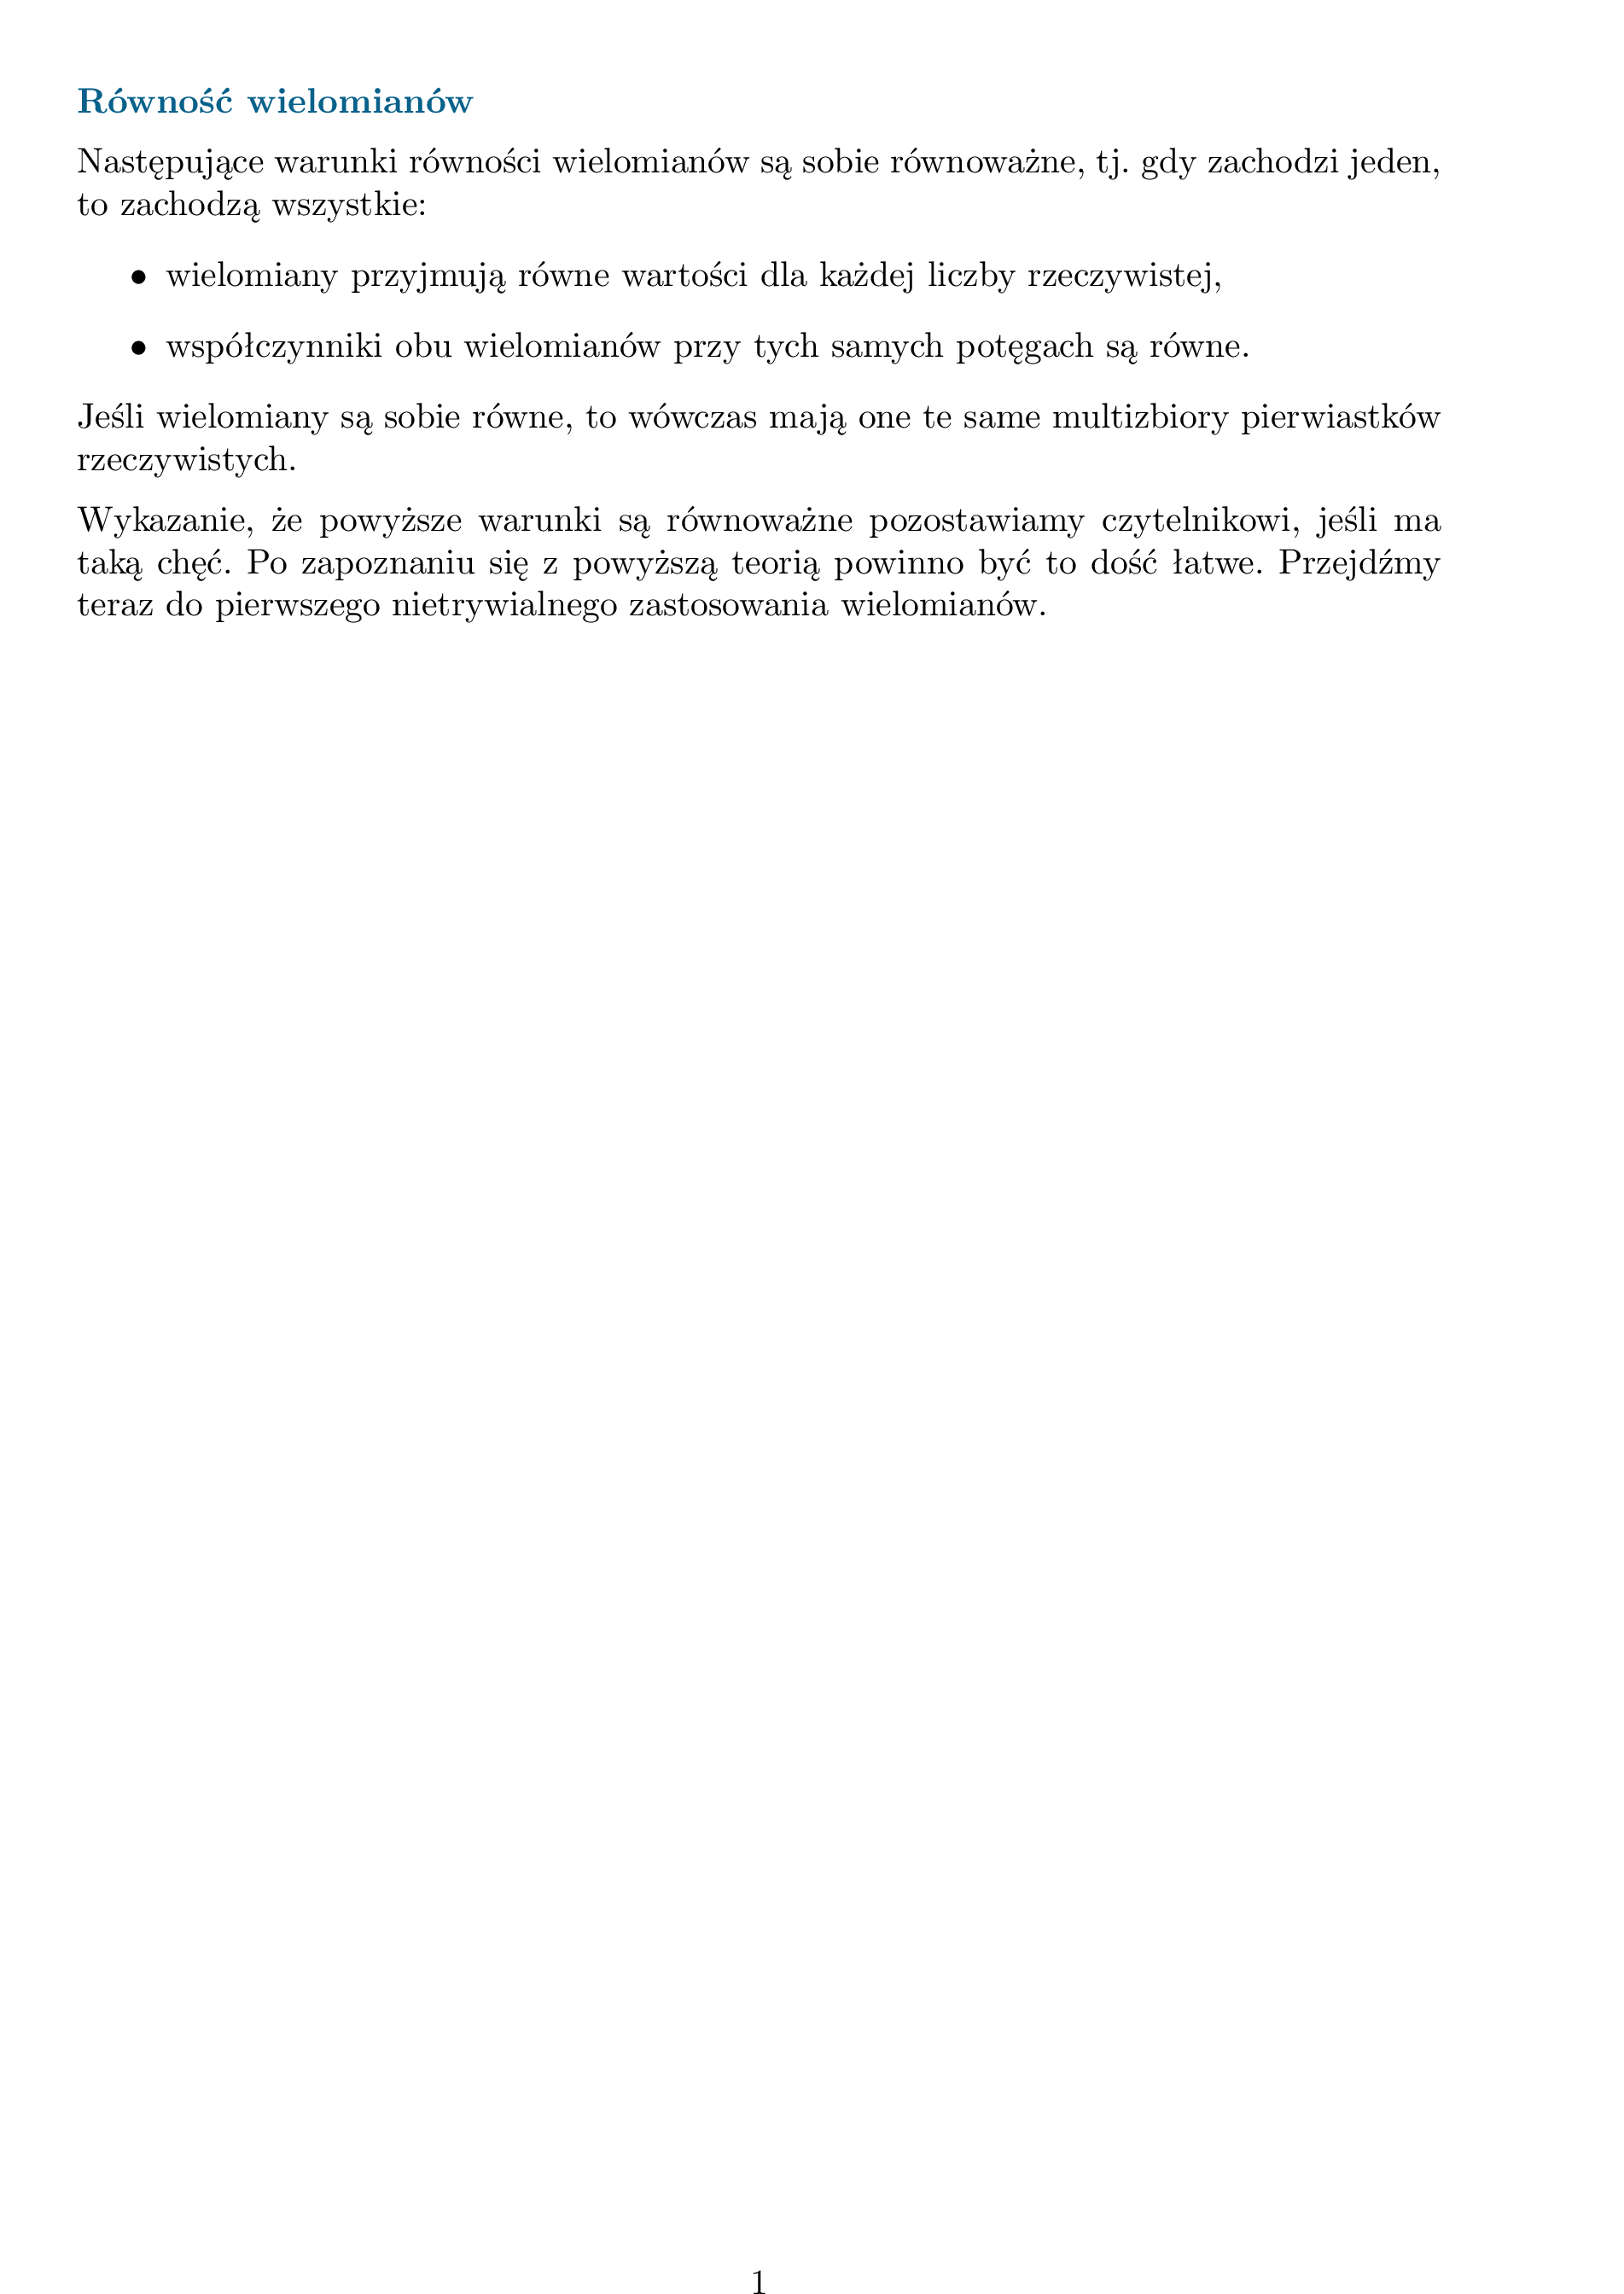 Równość wielomianów
Następujące warunki równości wielomianów są sobie równoważne, tj. gdy zachodzi jeden,
to zachodzą wszystkie:
• wielomiany przyjmują równe wartości dla każdej liczby rzeczywistej,
• współczynniki obu wielomianów przy tych samych potęgach są równe.
Jeśli wielomiany są sobie równe, to wówczas mają one te same multizbiory pierwiastków
rzeczywistych.
Wykazanie, że powyższe warunki są równoważne pozostawiamy czytelnikowi, jeśli ma
taką chęć. Po zapoznaniu się z powyższą teorią powinno być to dość łatwe. Przejdźmy
teraz do pierwszego nietrywialnego zastosowania wielomianów.
1